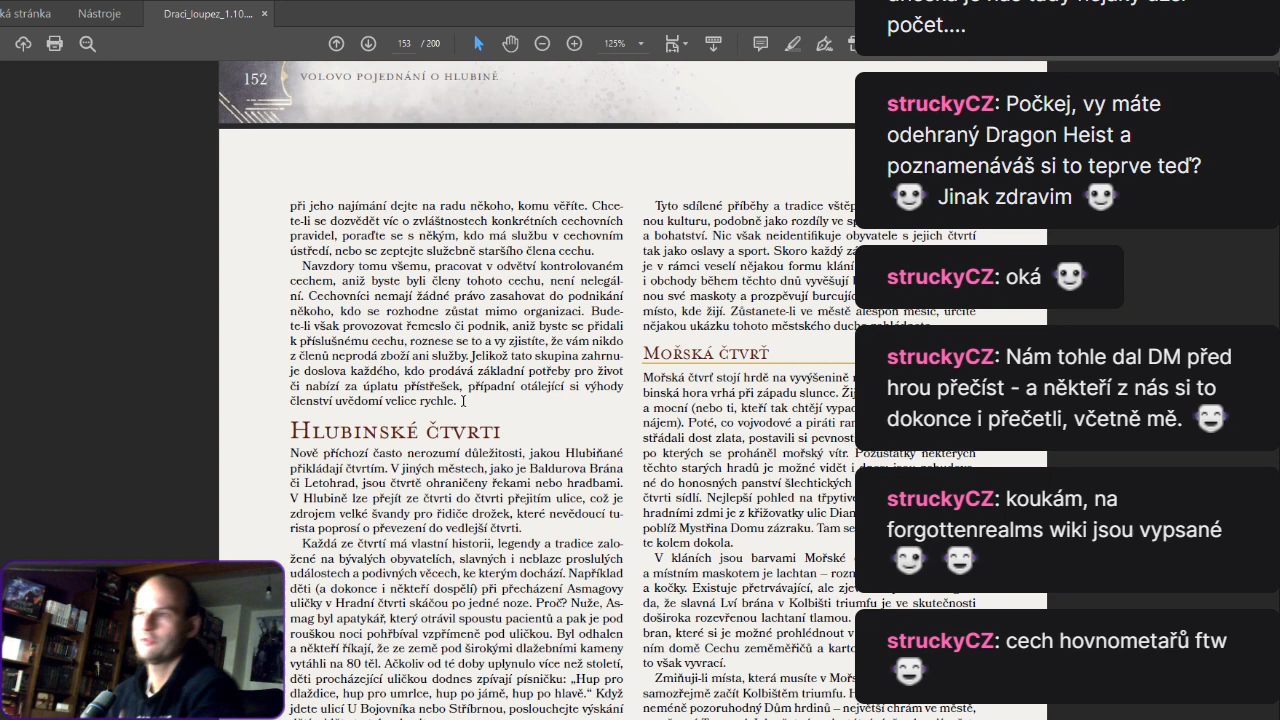 ká stránka
Nástroje
Draci_loupez_1.10....
×
153 / 200
125%
152
VOLOVO POJEDNÁNÍ O HLUBINĚ
při jeho najímání dejte na radu někoho, komu věříte. Chce-
te-li se dozvědět víc o zvláštnostech konkrétních cechovních
pravidel, poraďte se s někým, kdo má službu v cechovním
ústředí, nebo se zeptejte služebně staršího člena cechu.
Navzdory tomu všemu, pracovat v odvětví kontrolovaném
cechem, aniž byste byli členy tohoto cechu, není nelegál-
ní. Cechovníci nemají žádné právo zasahovat do podnikání
někoho, kdo se rozhodne zůstat mimo organizaci. Bude-
te-li však provozovat řemeslo či podnik, aniž byste se přidali
k příslušnému cechu, roznese se to a vy zjistíte, že vám nikdo
z členů neprodá zboží ani služby. Jelikož tato skupina zahrnu-
je doslova každého, kdo prodává základní potřeby pro život
či nabízí za úplatu přístřešek, případní otálející si výhody
členství uvědomí velice rychle.
HLUBINSKÉ ČTVRTI
Nově příchozí často nerozumí důležitosti, jakou Hlubiňané
přikládají čtvrtím. V jiných městech, jako je Baldurova Brána
či Letohrad, jsou čtvrtě ohraničeny řekami nebo hradbami.
V Hlubině lze přejít ze čtvrti do čtvrti přejitím ulice, což je
zdrojem velké švandy pro řidiče drožek, které nevědoucí tu-
rista poprosí o převezení do vedlejší čtvrti.
Každá ze čtvrtí má vlastní historii, legendy a tradice zalo-
žené na bývalých obyvatelích, slavných i neblaze proslulých
událostech a podivných věcech, ke kterým dochází. Například
děti (a dokonce i někteří dospělí) při přecházení Asmagovy
uličky v Hradní čtvrti skáčou po jedné noze. Proč? Nuže, As-
mag byl apatykář, který otrávil spoustu pacientů a pak je pod
rouškou noci pohřbíval vzpřímeně pod uličkou. Byl odhalen
a někteří říkají, že ze země pod širokými dlažebními kameny
vytáhli na 80 těl. Ačkoliv od té doby uplynulo více než století,
děti procházející uličkou dodnes zpívají písničku: „Hup pro
dlaždice, hup pro umrlce, hup po jámě, hup po hlavě.“ Když
jdete ulicí U Bojovníka nebo Stříbrnou, poslouchejte výskání
Tyto sdílené příběhy a tradice vštěp
nou kulturu, podobně jako rozdíly ve sp
a bohatství. Nic však neidentifikuje obyvatele s jejich čtvrtí
tak jako oslavy a sport. Skoro každý zá
je v rámci veselí nějakou formu klání
i obchody během těchto dnů vyvěšují b
nou své maskoty a prozpěvují burcujíc
místo, kde žijí. Zůstanete-li ve městě alespoň měsíc, určitě
nějakou ukázku tohoto městského ducha
MOŘSKÁ ČTVRŤ
Mořská čtvrť stojí hrdě na vyvýšenině
binská hora vrhá při západu slunce. Žij
a mocní (nebo ti, kteří tak chtějí vypad
nájem). Poté, co vojvodové a piráti ran
střádali dost zlata, postavili si pevnost
po kterých se proháněl mořský vítr. Pozůstatky některých
těchto starých hradů je možné vidět i
né do honosných panství šlechtických
čtvrti sídlí. Nejlepší pohled na třpytive
hradními zdmi je z křižovatky ulic Dian
poblíž Mystřina Domu zázraku. Tam se
te kolem dokola.
V kláních jsou barvami Mořské
a místním maskotem je lachtan – rozm
a kočky. Existuje přetrvávající, ale zjev
da, že slavná Lví brána v Kolbišti triumfu je ve skutečnosti
doširoka rozevřenou lachtaní tlamou.
bran, které si je možné prohlédnout v
ním domě Cechu zeměměřičů a karto
to však vyvrací.
Zmiňuji-li místa, která musíte v Moř
samozřejmě začít Kolbištěm triumfu. H
neméně pozoruhodný Dům hrdinů – největší chrám ve městě,
počet....
struckyCZ: Počkej, vy máte
odehraný Dragon Heist a
poznamenáváš si to teprve teď?
Jinak zdravim
struckyCZ: oká
struckyCZ: Nám tohle dal DM před
hrou přečíst - a někteří z nás si to
dokonce i přečetli, včetně mě.
struckyCZ: koukám, na
forgottenrealms wiki jsou vypsané
struckyCZ: cech hovnometařů ftw